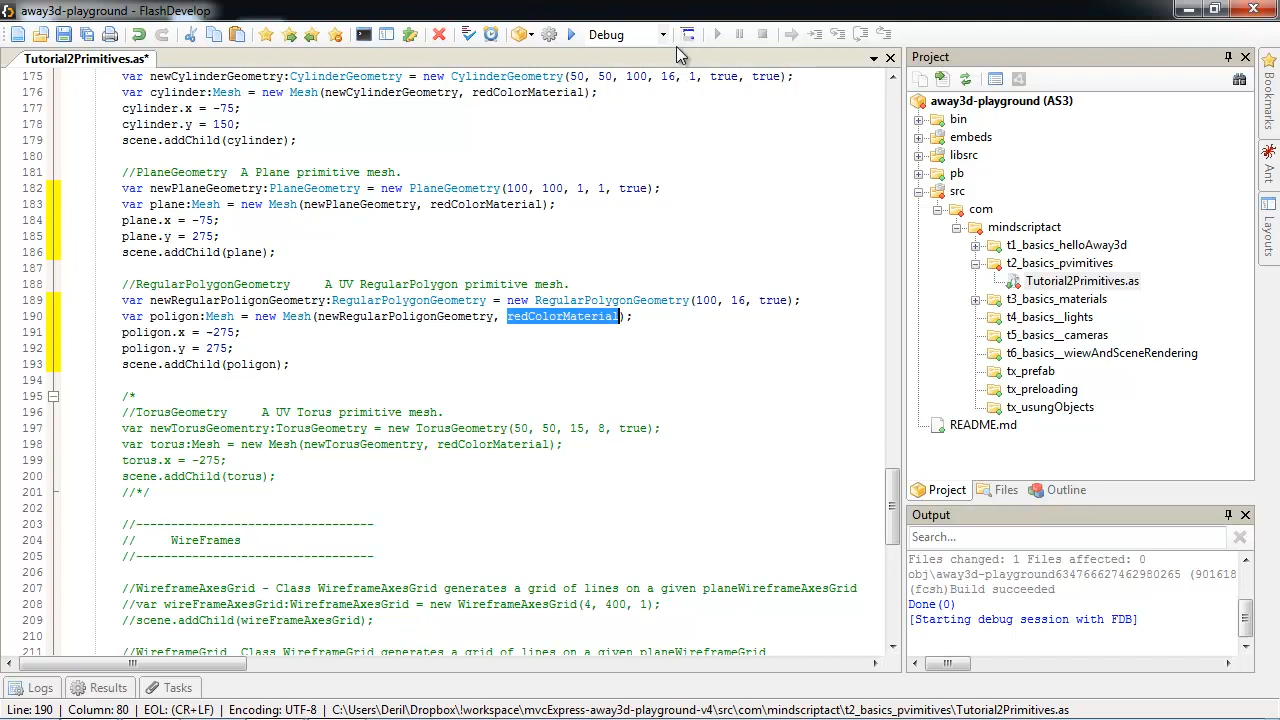 away3d-playground - FlashDevelop
Debug
Tutorial2Primitives.as*
175 var newCylinderGeometry:CylinderGeometry = new CylinderGeometry(50, 50, 100, 16, 1, true, true);
176 var cylinder:Mesh = new Mesh(newCylinderGeometry, redColorMaterial);
177 cylinder.x = -75;
178 cylinder.y = 150;
179 scene.addChild(cylinder);
180
181 //PlaneGeometry A Plane primitive mesh.
182 var newPlaneGeometry:PlaneGeometry = new PlaneGeometry(100, 100, 1, 1, true);
183 var plane:Mesh = new Mesh(newPlaneGeometry, redColorMaterial);
184 plane.x = -75;
185 plane.y = 275;
186 scene.addChild(plane);
187
188 //RegularPolygonGeometry A UV RegularPolygon primitive mesh.
189 var newRegularPoligonGeometry:RegularPolygonGeometry = new RegularPolygonGeometry(100, 16, true);
190 var poligon:Mesh = new Mesh(newRegularPoligonGeometry, redColorMaterial);
191 poligon.x = -275;
192 poligon.y = 275;
193 scene.addChild(poligon);
194
195 /*
196 //TorusGeometry A UV Torus primitive mesh.
197 var newTorusGeomentry:TorusGeometry = new TorusGeometry(50, 50, 15, 8, true);
198 var torus:Mesh = new Mesh(newTorusGeomentry, redColorMaterial);
199 torus.x = -275;
200 scene.addChild(torus);
201 //*/
202
203 //---------------------------------
204 // WireFrames
205 //---------------------------------
206
207 //WireframeAxesGrid - Class WireframeAxesGrid generates a grid of lines on a given planeWireframeAxesGrid
208 //var wireFrameAxesGrid:WireframeAxesGrid = new WireframeAxesGrid(4, 400, 1);
209 //scene.addChild(wireFrameAxesGrid);
210
211 //WireframeGrid Class WireframeGrid generates a grid of lines on a given planeWireframeGrid
Project
away3d-playground (AS3)
bin
embeds
libsrc
pb
src
com
mindscriptact
t1_basics_helloAway3d
t2_basics_pvimitives
Tutorial2Primitives.as
t3_basics_materials
t4_basics__lights
t5_basics__cameras
t6_basics__wiewAndSceneRendering
tx_prefab
tx_preloading
tx_usungObjects
README.md
Project Files Outline
Output
Search...
Files changed: 1 Files affected: 0
obj\away3d-playground634766627462980265 (901618
(fcsh)Build succeeded
Done(0)
[Starting debug session with FDB]
Bookmarks
Ant
Layouts
Logs Results Tasks
Line: 190 Column: 80 EOL: (CR+LF) Encoding: UTF-8 C:\Users\Deril\Dropbox\!workspace\mvcExpress-away3d-playground-v4\src\com\mindscriptact\t2_basics_pvimitives\Tutorial2Primitives.as